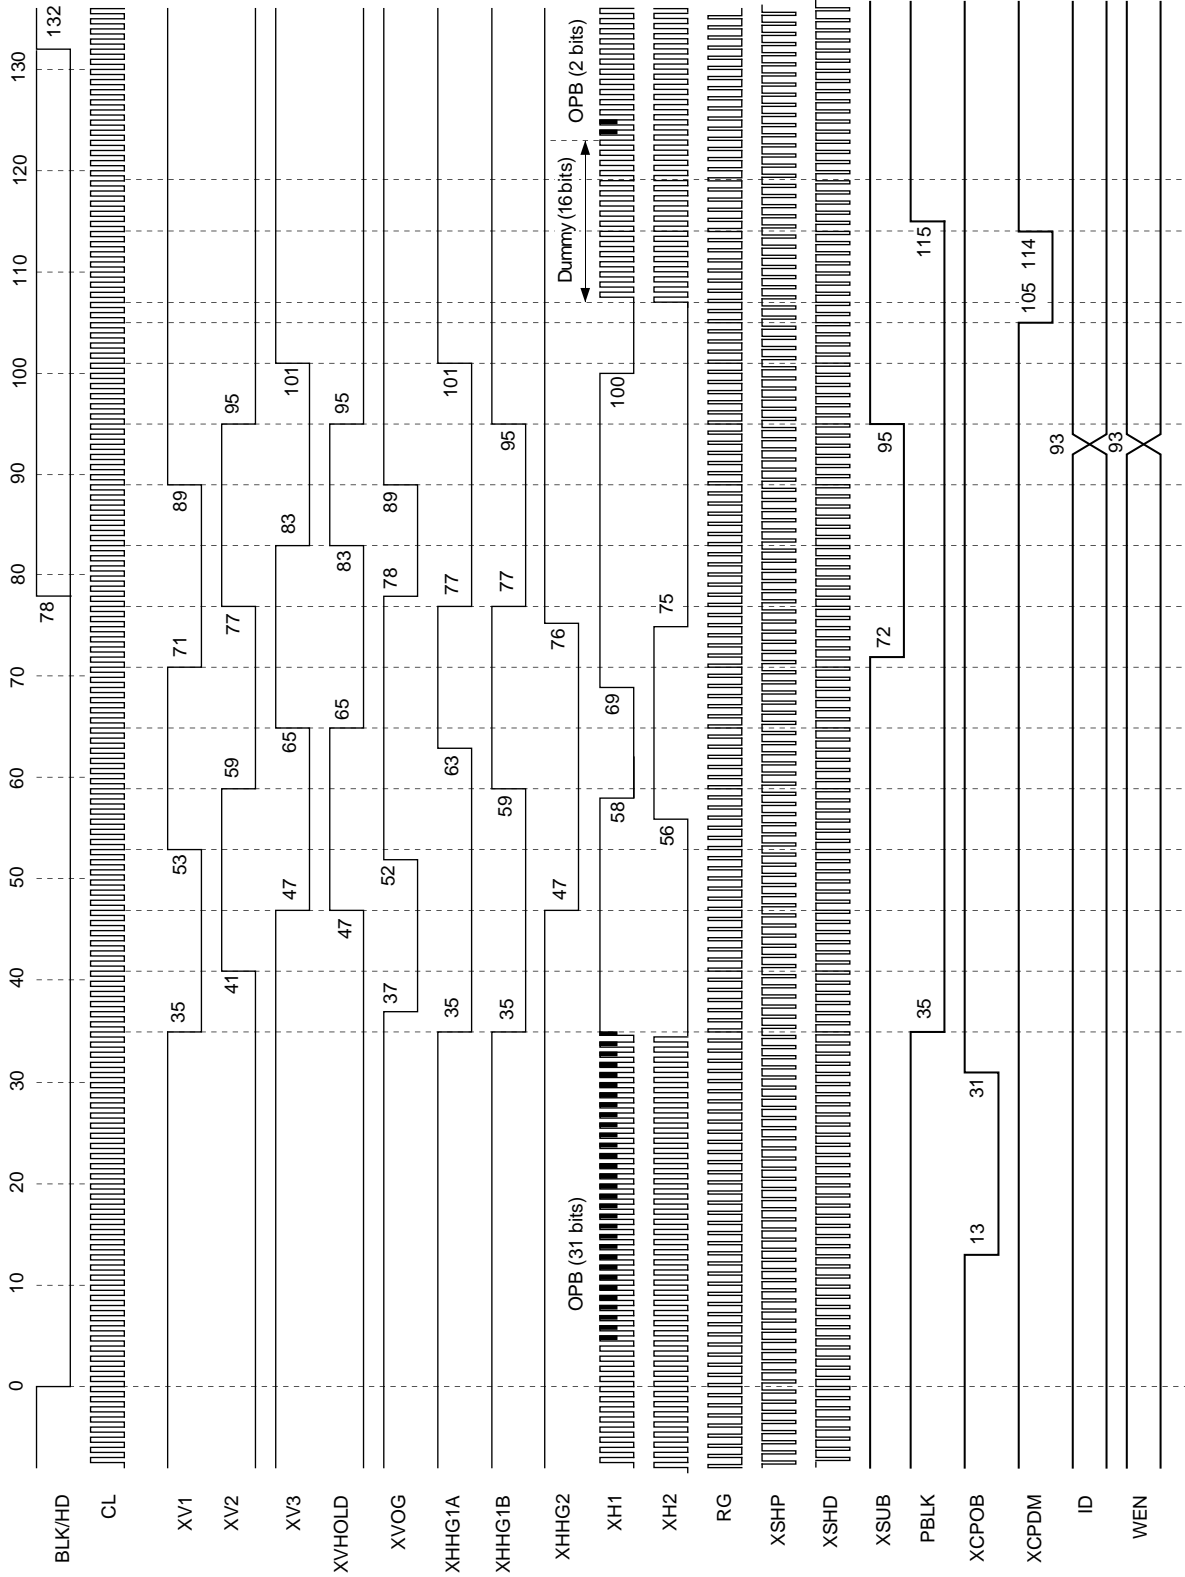 0 10 20 30 40 50 60 70 80 90 100 110 120 130
BLK/HD 78 132
CL
XV1 35 53 71 89
XV2 41 59 77 95
XV3 47 65 83 101
XVHOLD 47 65 83 95
XVOG 37 52 78 89
XHHG1A 35 63 77 101
XHHG1B 35 59 77 95
XHHG2 47 76
OPB (31 bits) Dummy (16 bits) OPB (2 bits)
XH1 58 69 100
XH2 56 75
RG
XSHP
XSHD
XSUB 72 95
PBLK 35 115
XCPOB 13 31
XCPDM 105 114
ID 93
WEN 93